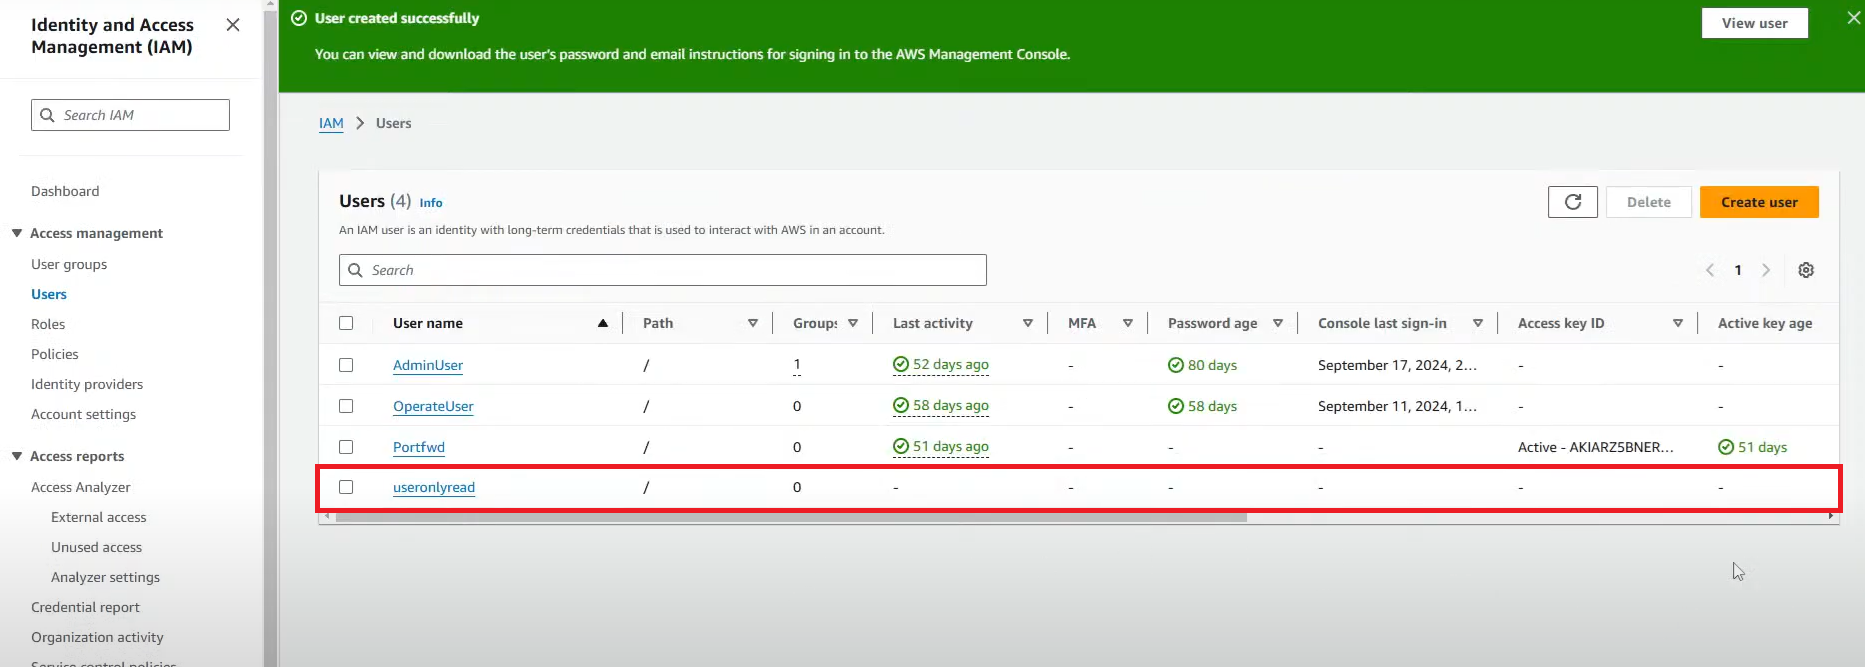 Identity and Access
Management (IAM)
Search IAM
Dashboard
Access management
User groups
Users
Roles
Policies
Identity providers
Account settings
Access reports
Access Analyzer
External access
Unused access
Analyzer settings
Credential report
Organization activity
Service control policies
User created successfully
View user
You can view and download the user's password and email instructions for signing in to the AWS Management Console.
IAM > Users
Users (4) Info
Delete
Create user
An IAM user is an identity with long-term credentials that is used to interact with AWS in an account.
Search
1
User name Path Groups Last activity MFA Password age Console last sign-in Access key ID Active key age
AdminUser / 1 52 days ago - 80 days September 17, 2024, 2... - -
OperateUser / 0 58 days ago - 58 days September 11, 2024, 1... - -
Portfwd / 0 51 days ago - - - Active - AKIARZ5BNER... 51 days
useronlyread / 0 - - - - - -